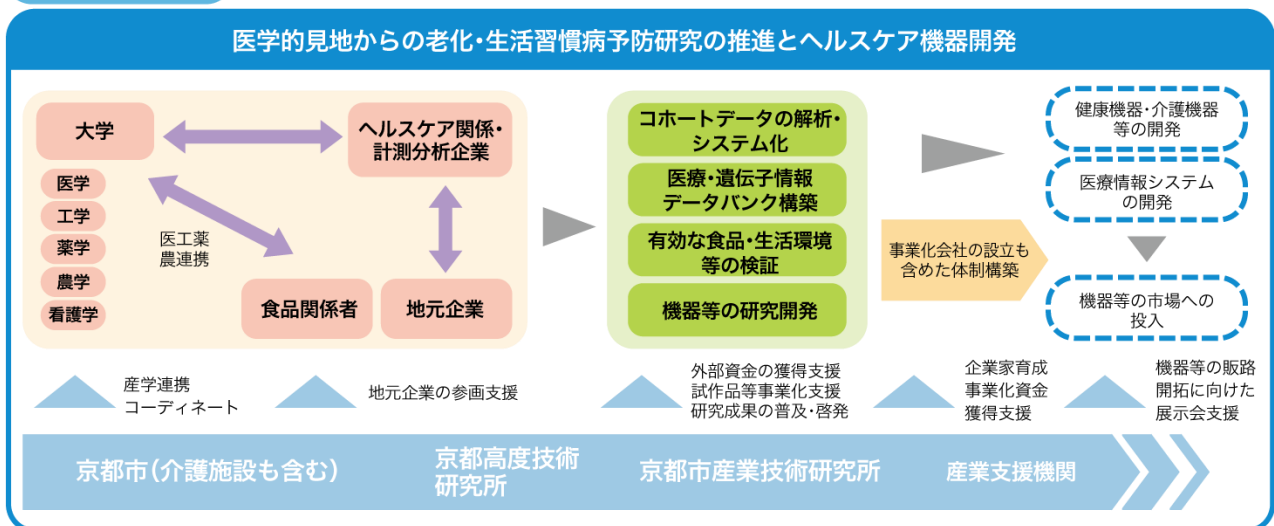 医学的見地からの老化・生活習慣病予防研究の推進とヘルスケア機器開発
大学
医学
工学
薬学
農学
看護学
医工薬
農連携
ヘルスケア関係・
計測分析企業
食品関係者
地元企業
コホートデータの解析・
システム化
医療・遺伝子情報
データバンク構築
有効な食品・生活環境
等の検証
機器等の研究開発
事業化会社の設立も
含めた体制構築
健康機器・介護機器
等の開発
医療情報システム
の開発
機器等の市場への
投入
産学連携
コーディネート
地元企業の参画支援
外部資金の獲得支援
試作品等事業化支援
研究成果の普及・啓発
企業家育成
事業化資金
獲得支援
機器等の販路
開拓に向けた
展示会支援
京都市(介護施設も含む)
京都高度技術
研究所
京都市産業技術研究所
産業支援機関